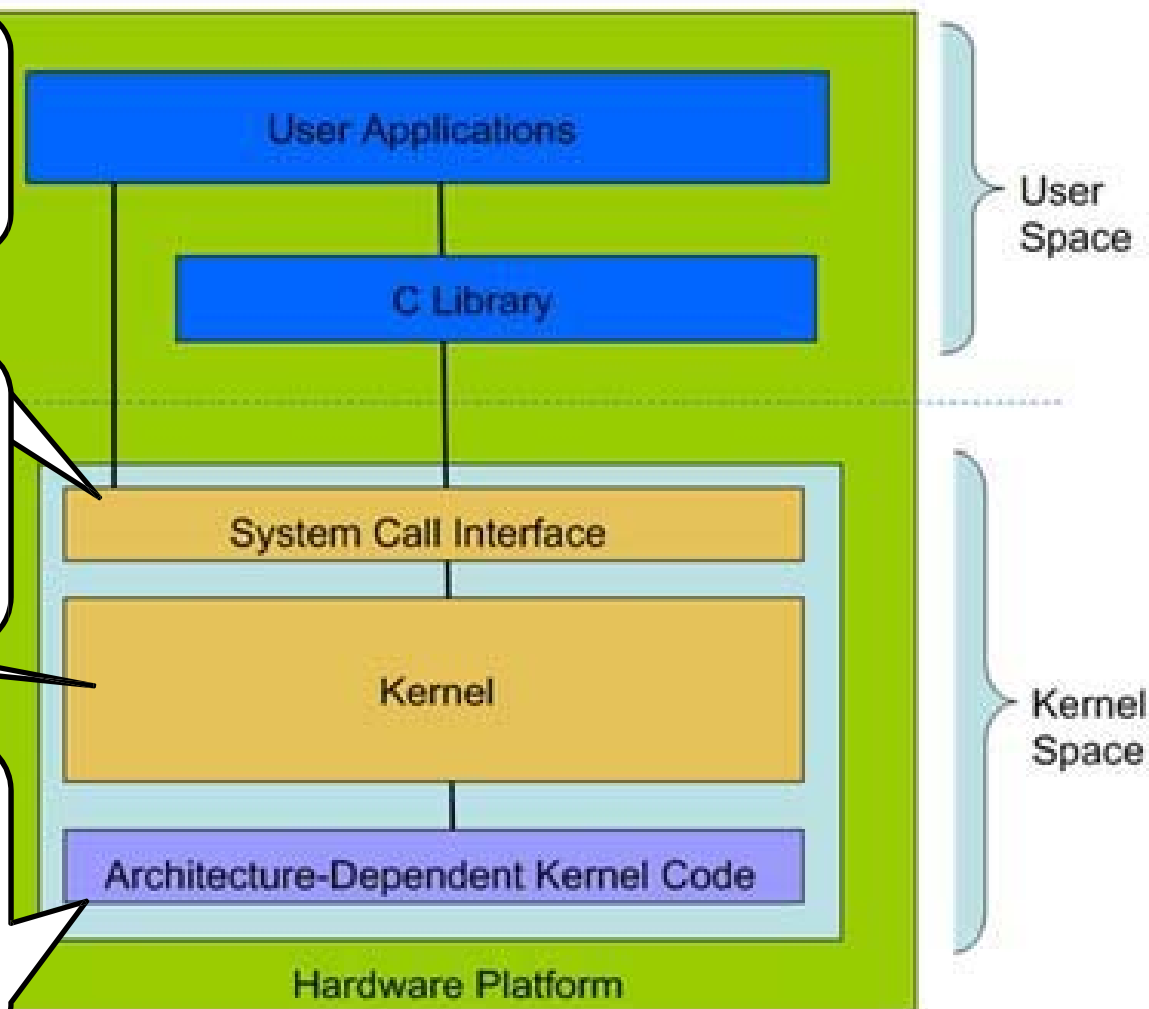 User Applications
User
Space
C Library
System Call Interface
Kernel
Kernel
Space
Architecture-Dependent Kernel Code
Hardware Platform